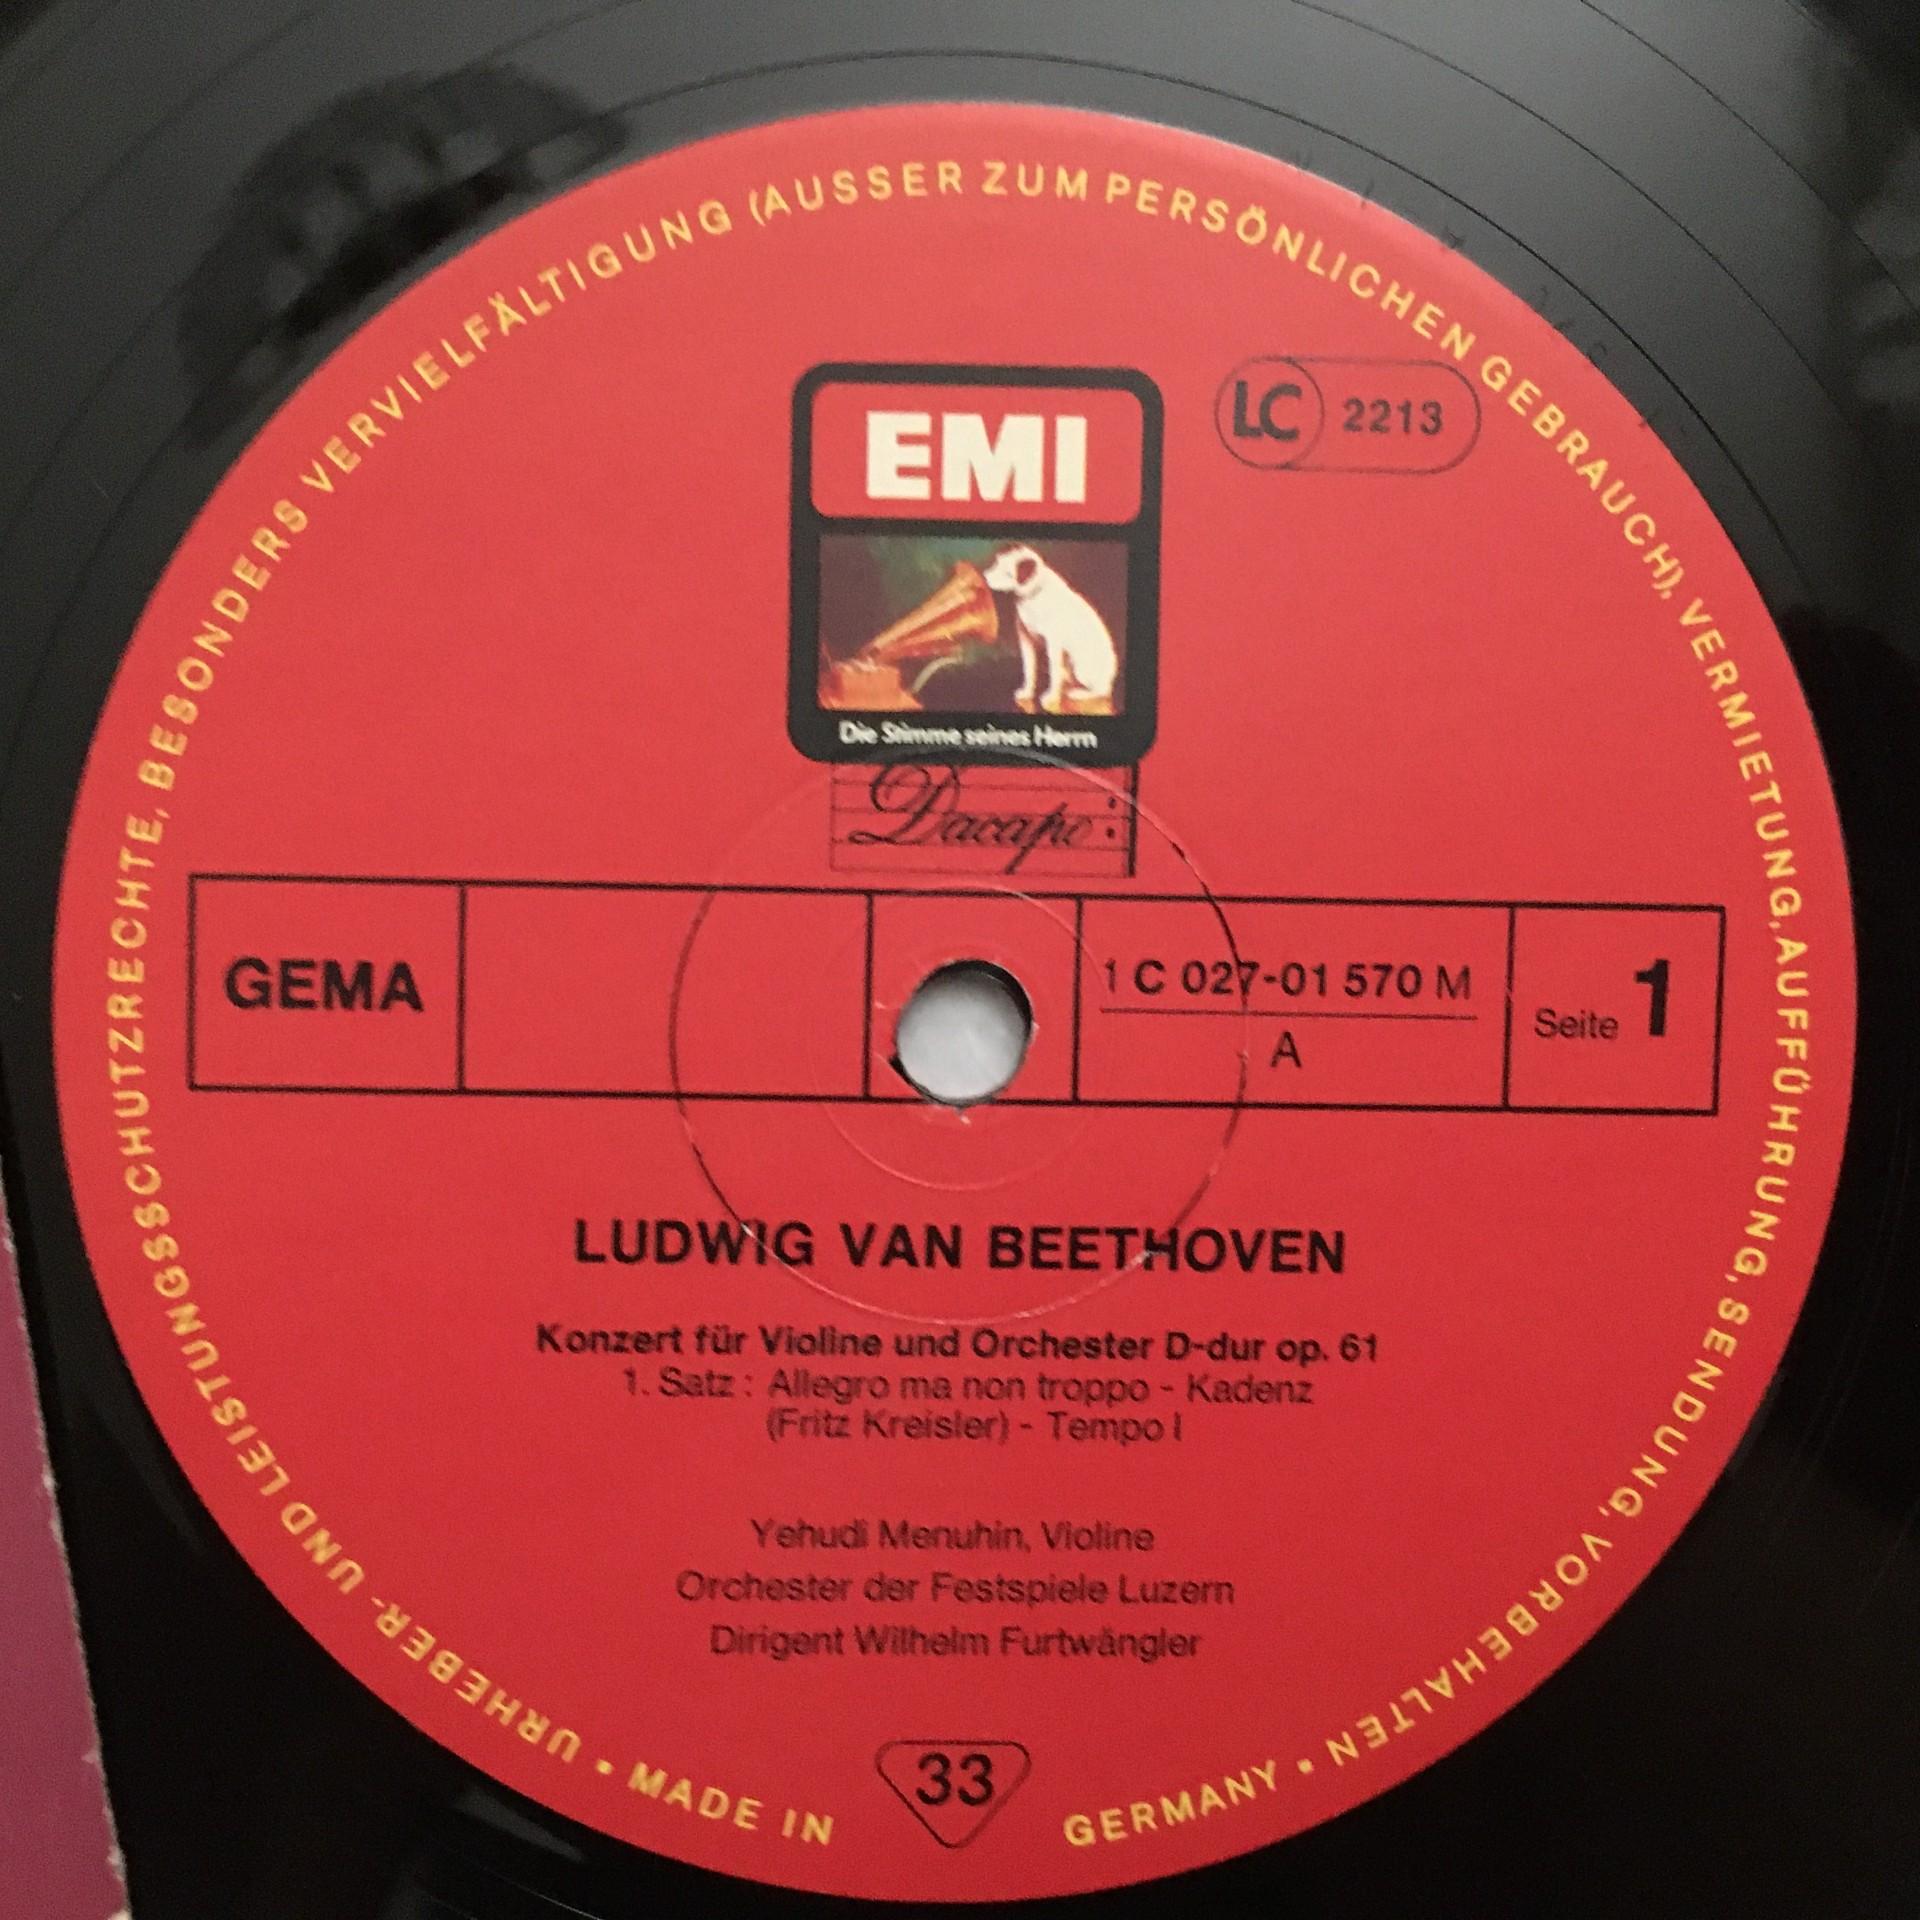 URHEBER- UND LEISTUNGSSCHUTZRECHTE, BESONDERS VERVIELFÄLTIGUNG (AUSSER ZUM PERSÖNLICHEN GEBRAUCH), VERMIETUNG, AUFFÜHRUNG, SENDUNG, VORBEHALTEN •
EMI
LC 2213
Die Stimme seines Herrn
Dacapo
GEMA
1 C 027-01 570 M
A
Seite 1
LUDWIG VAN BEETHOVEN
Konzert für Violine und Orchester D-dur op. 61
1. Satz : Allegro ma non troppo - Kadenz
(Fritz Kreisler) - Tempo I
Yehudi Menuhin, Violine
Orchester der Festspiele Luzern
Dirigent Wilhelm Furtwängler
33
• MADE IN GERMANY